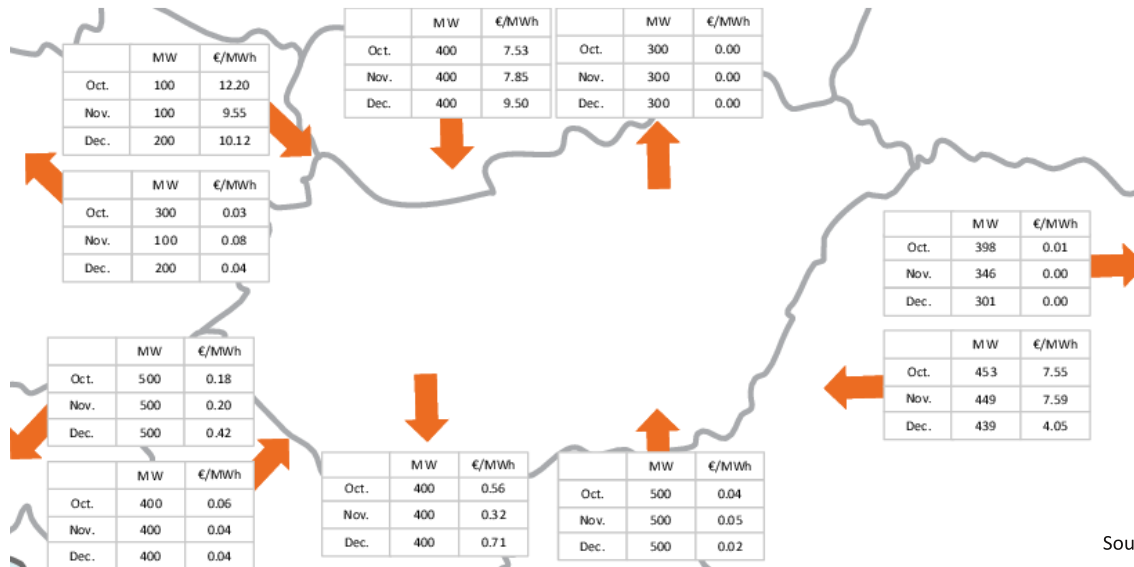 MW €/MWh
Oct. 100 12.20
Nov. 100 9.55
Dec. 200 10.12
MW €/MWh
Oct. 300 0.03
Nov. 100 0.08
Dec. 200 0.04
MW €/MWh
Oct. 400 7.53
Nov. 400 7.85
Dec. 400 9.50
MW €/MWh
Oct. 300 0.00
Nov. 300 0.00
Dec. 300 0.00
MW €/MWh
Oct. 398 0.01
Nov. 346 0.00
Dec. 301 0.00
MW €/MWh
Oct. 453 7.55
Nov. 449 7.59
Dec. 439 4.05
MW €/MWh
Oct. 500 0.18
Nov. 500 0.20
Dec. 500 0.42
MW €/MWh
Oct. 400 0.06
Nov. 400 0.04
Dec. 400 0.04
MW €/MWh
Oct. 400 0.56
Nov. 400 0.32
Dec. 400 0.71
MW €/MWh
Oct. 500 0.04
Nov. 500 0.05
Dec. 500 0.02
Sou